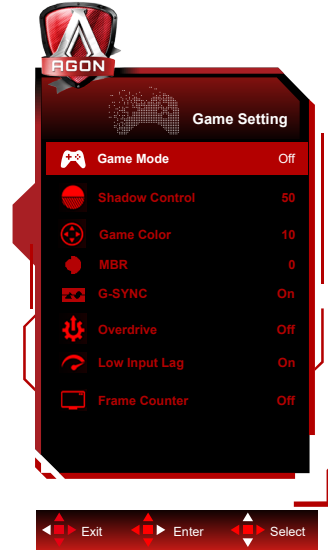 AGON
Game Setting
Game Mode Off
Shadow Control 50
Game Color 10
MBR 0
G-SYNC On
Overdrive Off
Low Input Lag On
Frame Counter Off
Exit Enter Select